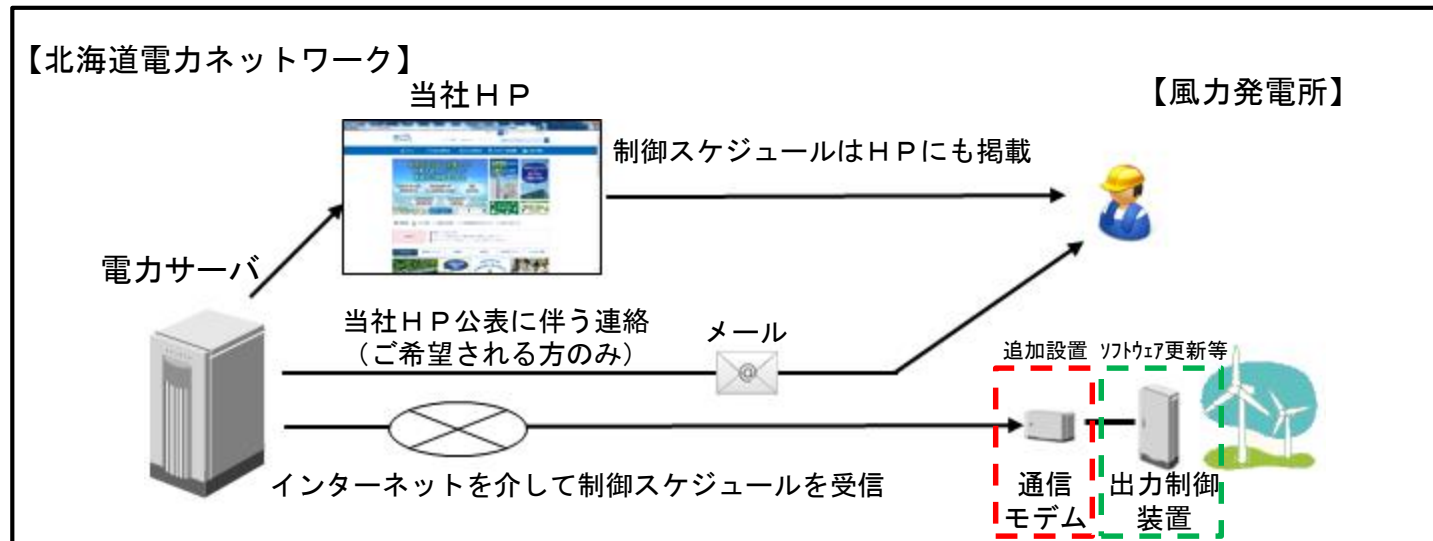 【北海道電力ネットワーク】
当社ＨＰ
【風力発電所】
制御スケジュールはＨＰにも掲載
電力サーバ
当社ＨＰ公表に伴う連絡
（ご希望される方のみ）
メール
@
追加設置
ｿﾌﾄｳｪｱ更新等
インターネットを介して制御スケジュールを受信
通信
モデム
出力制御
装置